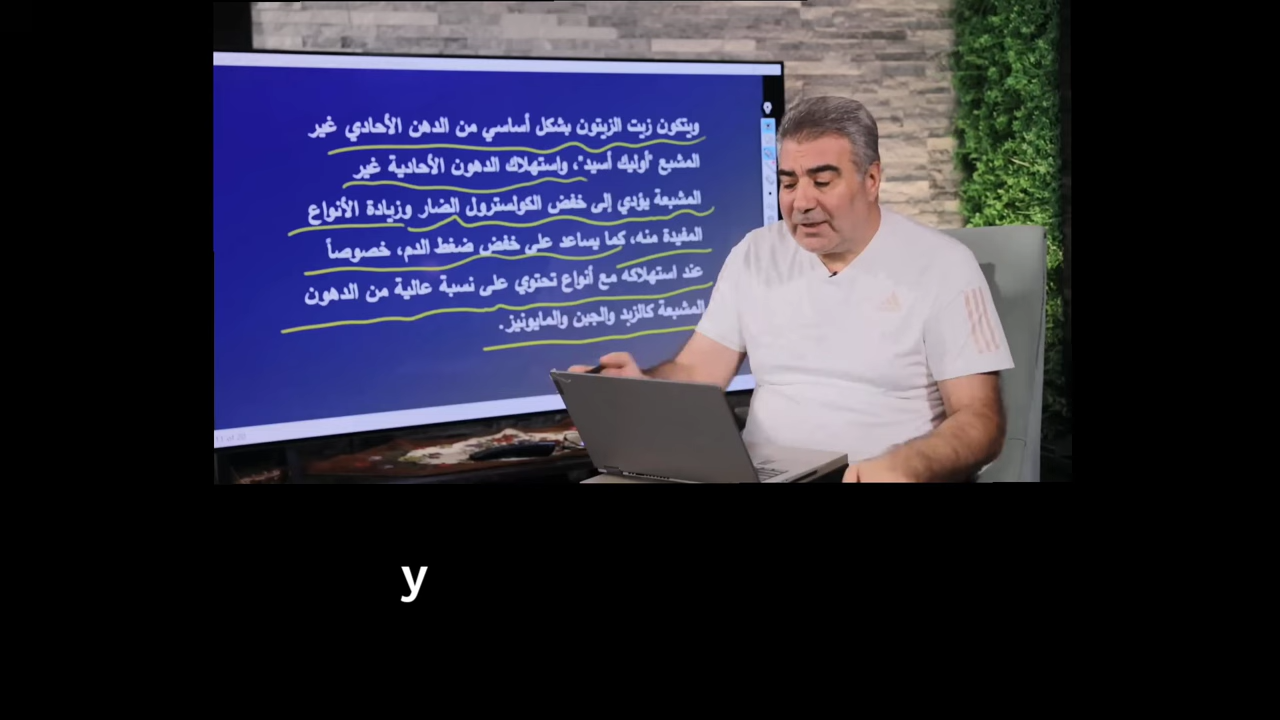 ويتكون زيت الزيتون بشكل أساسي من الدهن الأحادي غير
المشبع "أوليك أسيد"، واستهلاك الدهون الأحادية غير
المشبعة يؤدي إلى خفض الكولسترول الضار وزيادة الأنواع
المفيدة منه، كما يساعد على خفض ضغط الدم، خصوصاً
عند استهلاكه مع أنواع تحتوي على نسبة عالية من الدهون
المشبعة كالزبد والجبن والمايونيز.
y